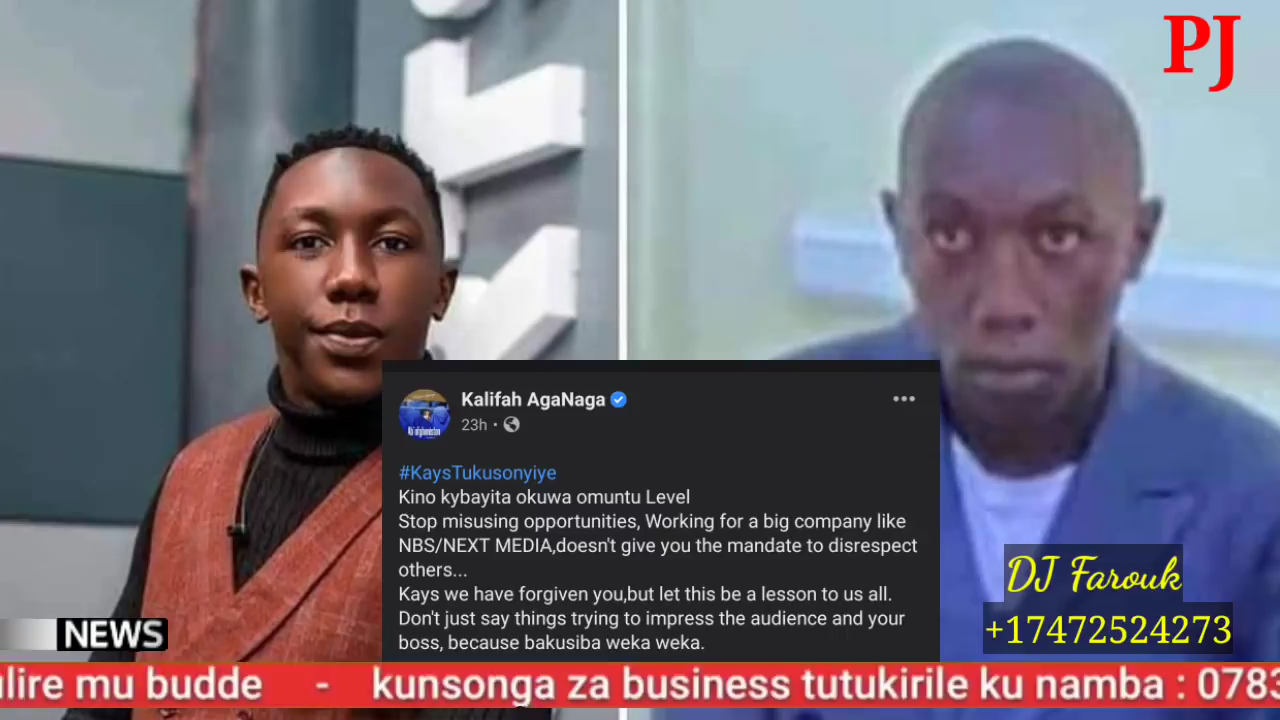 PJ
Kalifah AgaNaga
23h
#KaysTukusonyiye
Kino kybayita okuwa omuntu Level
Stop misusing opportunities, Working for a big company like
NBS/NEXT MEDIA,doesn't give you the mandate to disrespect
others...
Kays we have forgiven you,but let this be a lesson to us all.
Don't just say things trying to impress the audience and your
boss, because bakusiba weka weka.
DJ Farouk
+17472524273
NEWS
mu budde - kunsonga za business tutukirile ku namba : 0783